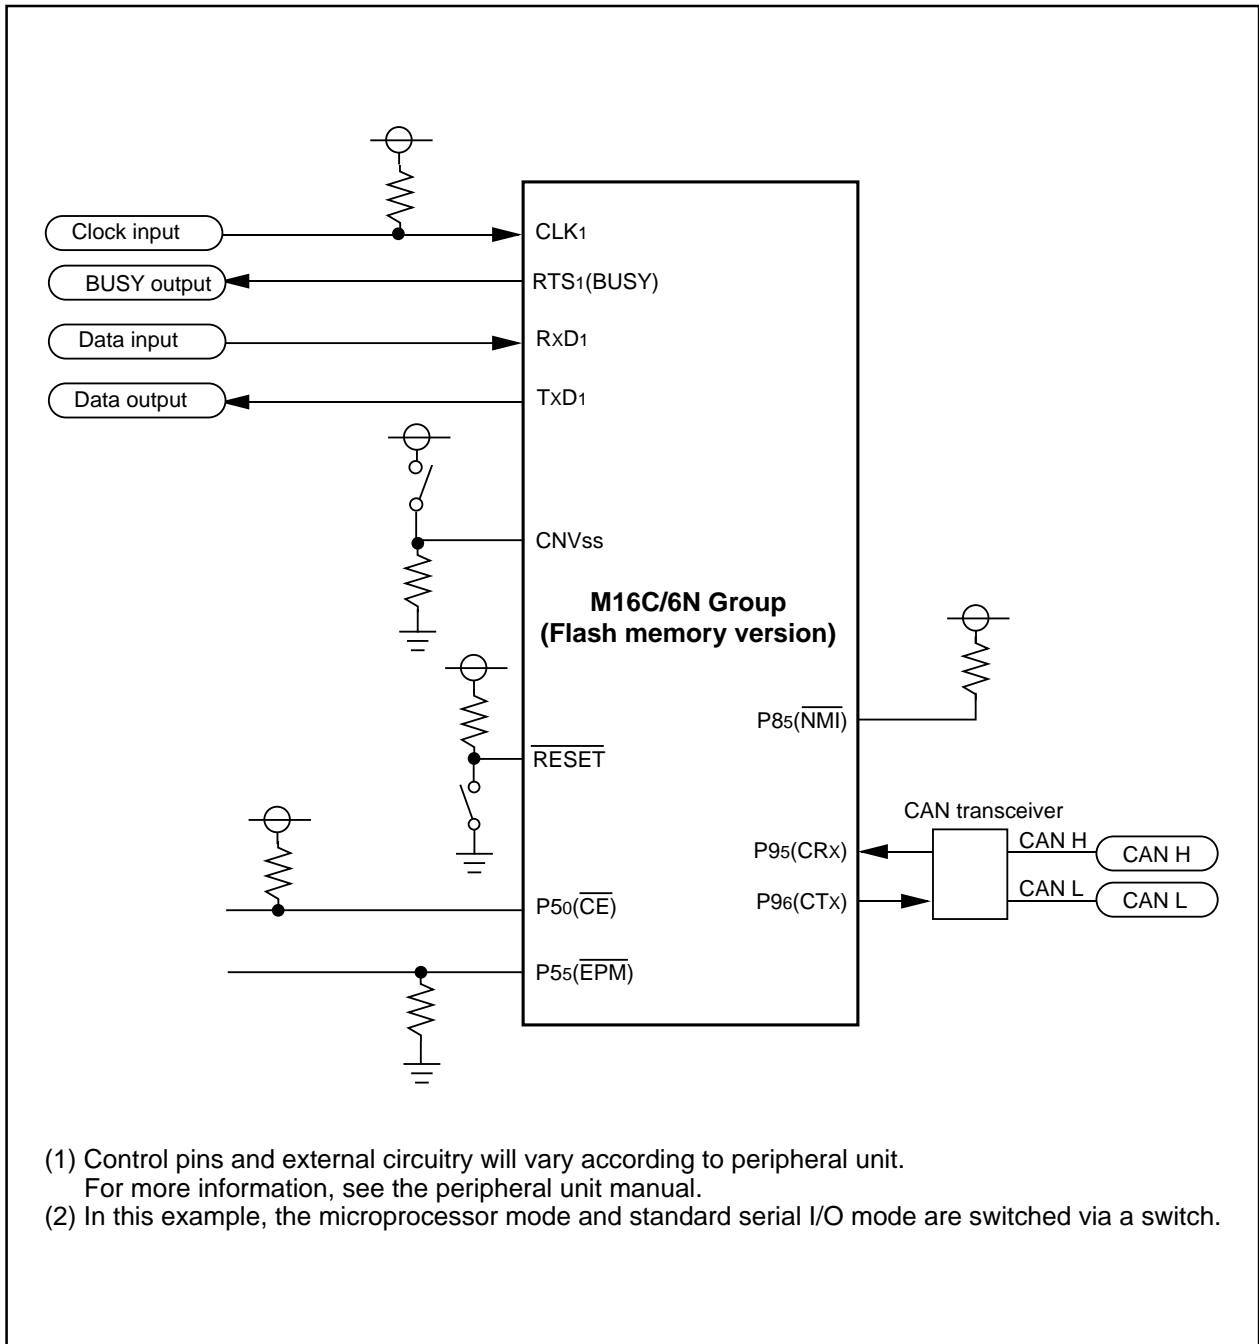 Clock input
CLK1
BUSY output
RTS1(BUSY)
Data input
RxD1
Data output
TxD1
CNVss
M16C/6N Group
(Flash memory version)
P85(NMI)
RESET
CAN transceiver
P95(CRx)
CAN H
CAN H
P50(CE)
P96(CTx)
CAN L
CAN L
P55(EPM)
(1) Control pins and external circuitry will vary according to peripheral unit.
For more information, see the peripheral unit manual.
(2) In this example, the microprocessor mode and standard serial I/O mode are switched via a switch.